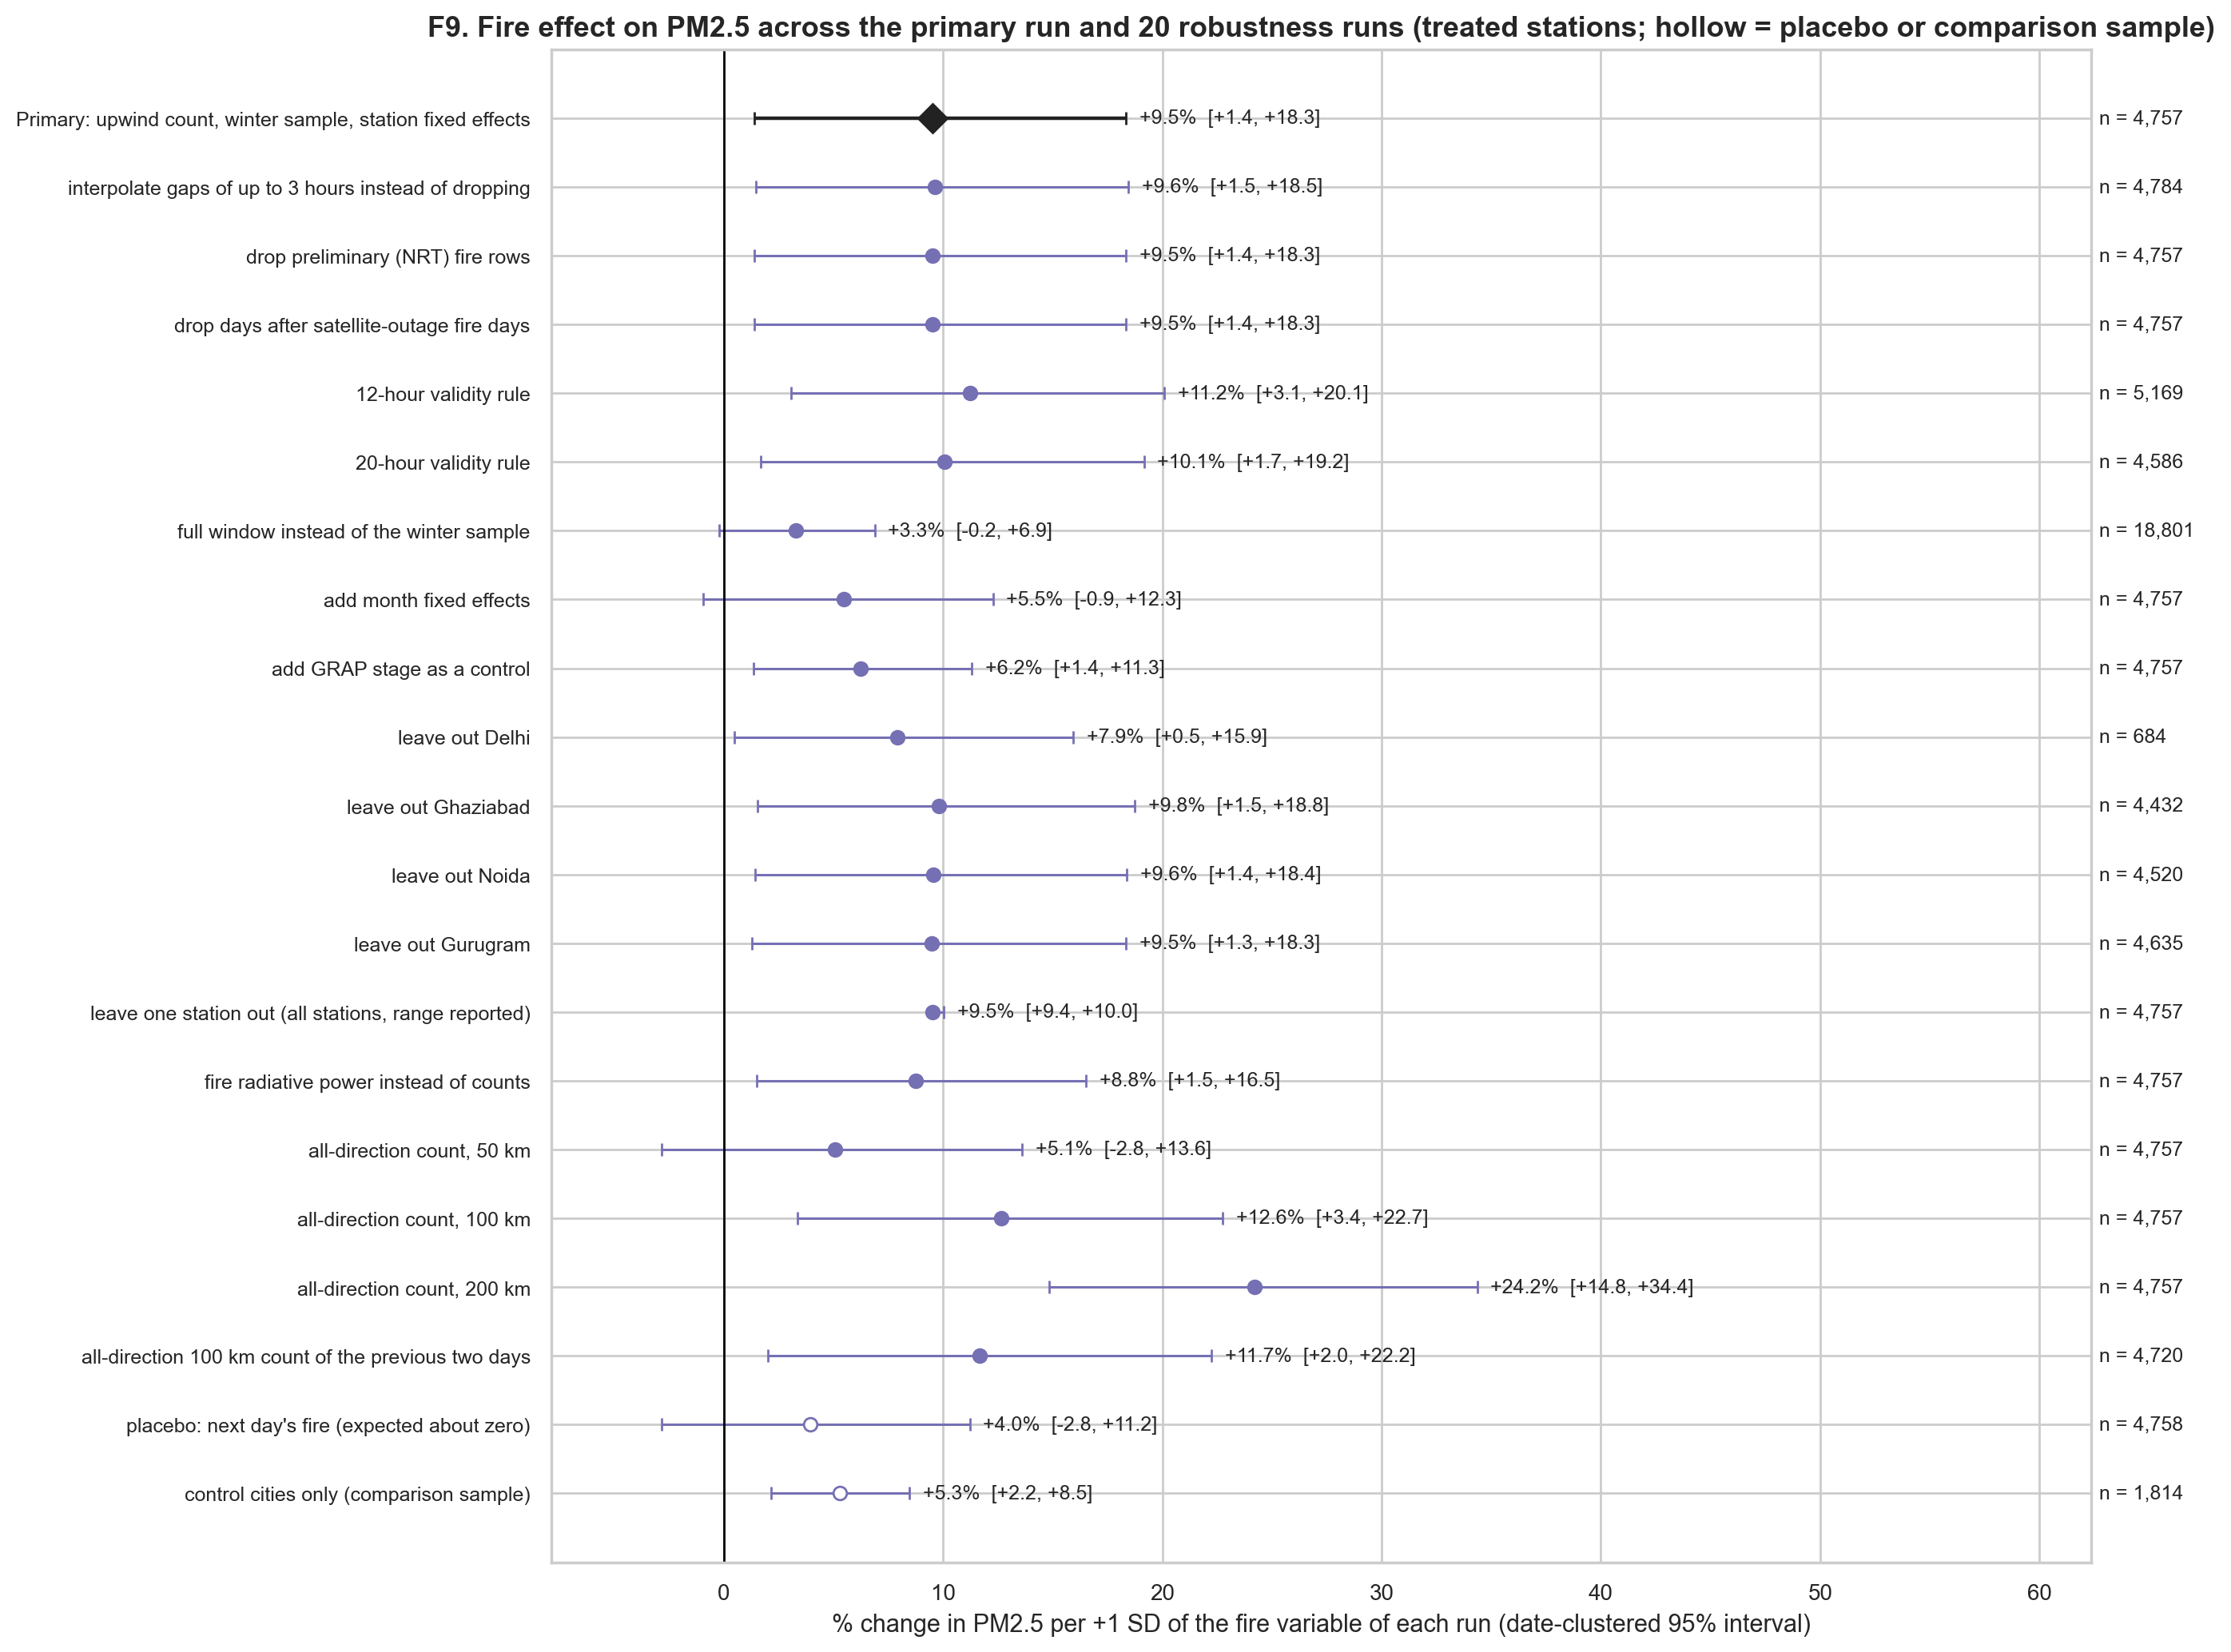 F9. Fire effect on PM2.5 across the primary run and 20 robustness runs (treated stations; hollow = placebo or comparison sample)
Primary: upwind count, winter sample, station fixed effects +9.5% [+1.4, +18.3] n = 4,757
interpolate gaps of up to 3 hours instead of dropping +9.6% [+1.5, +18.5] n = 4,784
drop preliminary (NRT) fire rows +9.5% [+1.4, +18.3] n = 4,757
drop days after satellite-outage fire days +9.5% [+1.4, +18.3] n = 4,757
12-hour validity rule +11.2% [+3.1, +20.1] n = 5,169
20-hour validity rule +10.1% [+1.7, +19.2] n = 4,586
full window instead of the winter sample +3.3% [-0.2, +6.9] n = 18,801
add month fixed effects +5.5% [-0.9, +12.3] n = 4,757
add GRAP stage as a control +6.2% [+1.4, +11.3] n = 4,757
leave out Delhi +7.9% [+0.5, +15.9] n = 684
leave out Ghaziabad +9.8% [+1.5, +18.8] n = 4,432
leave out Noida +9.6% [+1.4, +18.4] n = 4,520
leave out Gurugram +9.5% [+1.3, +18.3] n = 4,635
leave one station out (all stations, range reported) +9.5% [+9.4, +10.0] n = 4,757
fire radiative power instead of counts +8.8% [+1.5, +16.5] n = 4,757
all-direction count, 50 km +5.1% [-2.8, +13.6] n = 4,757
all-direction count, 100 km +12.6% [+3.4, +22.7] n = 4,757
all-direction count, 200 km +24.2% [+14.8, +34.4] n = 4,757
all-direction 100 km count of the previous two days +11.7% [+2.0, +22.2] n = 4,720
placebo: next day's fire (expected about zero) +4.0% [-2.8, +11.2] n = 4,758
control cities only (comparison sample) +5.3% [+2.2, +8.5] n = 1,814
0 10 20 30 40 50 60
% change in PM2.5 per +1 SD of the fire variable of each run (date-clustered 95% interval)